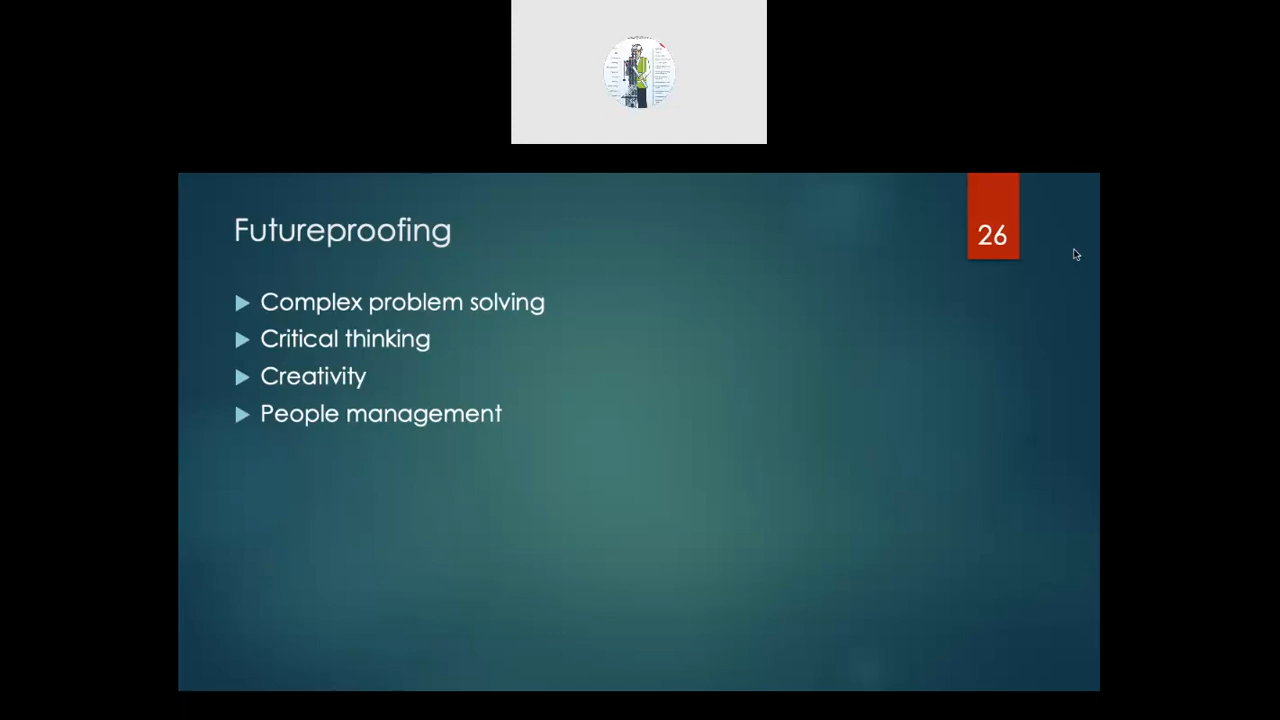 Futureproofing
26
Complex problem solving
Critical thinking
Creativity
People management